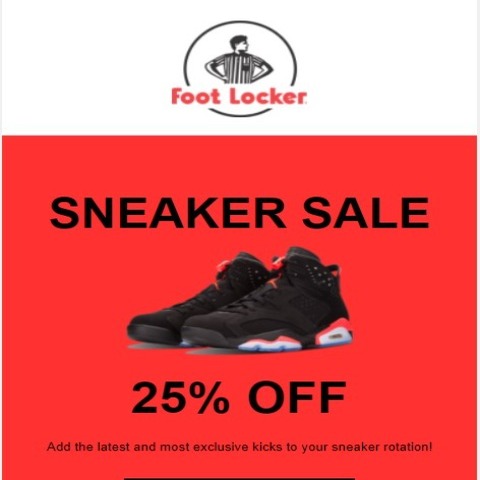 Foot Locker
SNEAKER SALE
25% OFF
Add the latest and most exclusive kicks to your sneaker rotation!